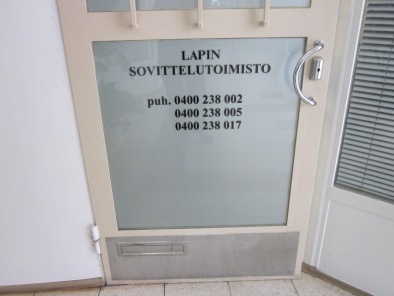 LAPIN
SOVITTELUTOIMISTO
puh. 0400 238 002
0400 238 005
0400 238 017